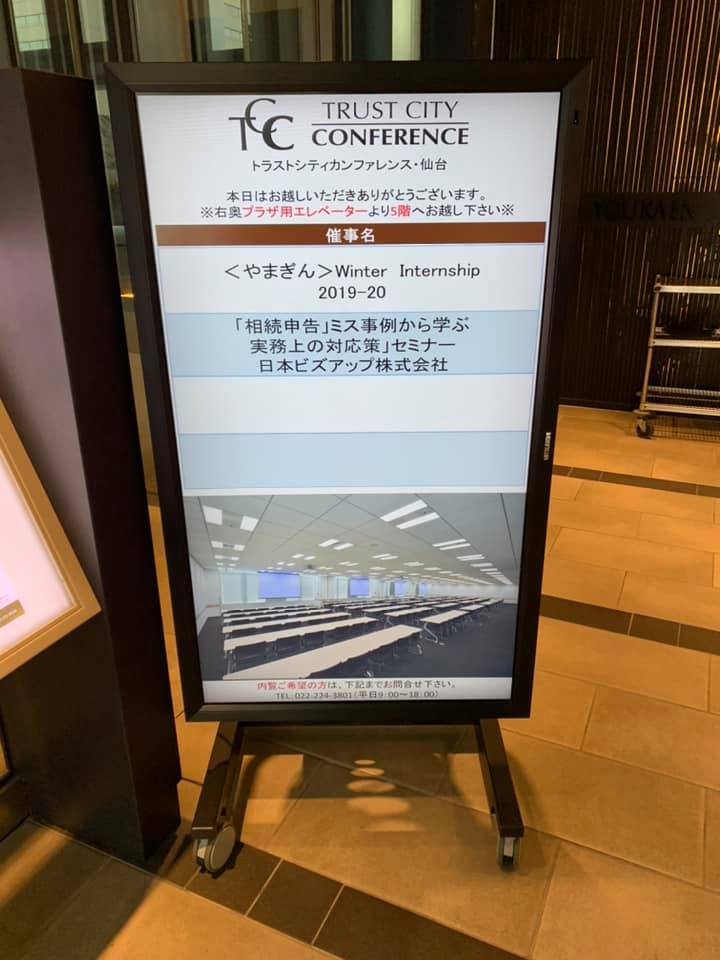 TCC TRUST CITY
CONFERENCE
トラストシティカンファレンス・仙台
本日はお越しいただきありがとうございます。
※右奥プラザ用エレベーターより5階へお越し下さい※
催事名
＜やまぎん＞Winter Internship
2019-20
「相続申告」ミス事例から学ぶ
実務上の対応策」セミナー
日本ビズアップ株式会社
内覧ご希望の方は、下記までお問合せ下さい。
TEL:022-224-3801（平日9:00～18:00）
MITSUBISHI